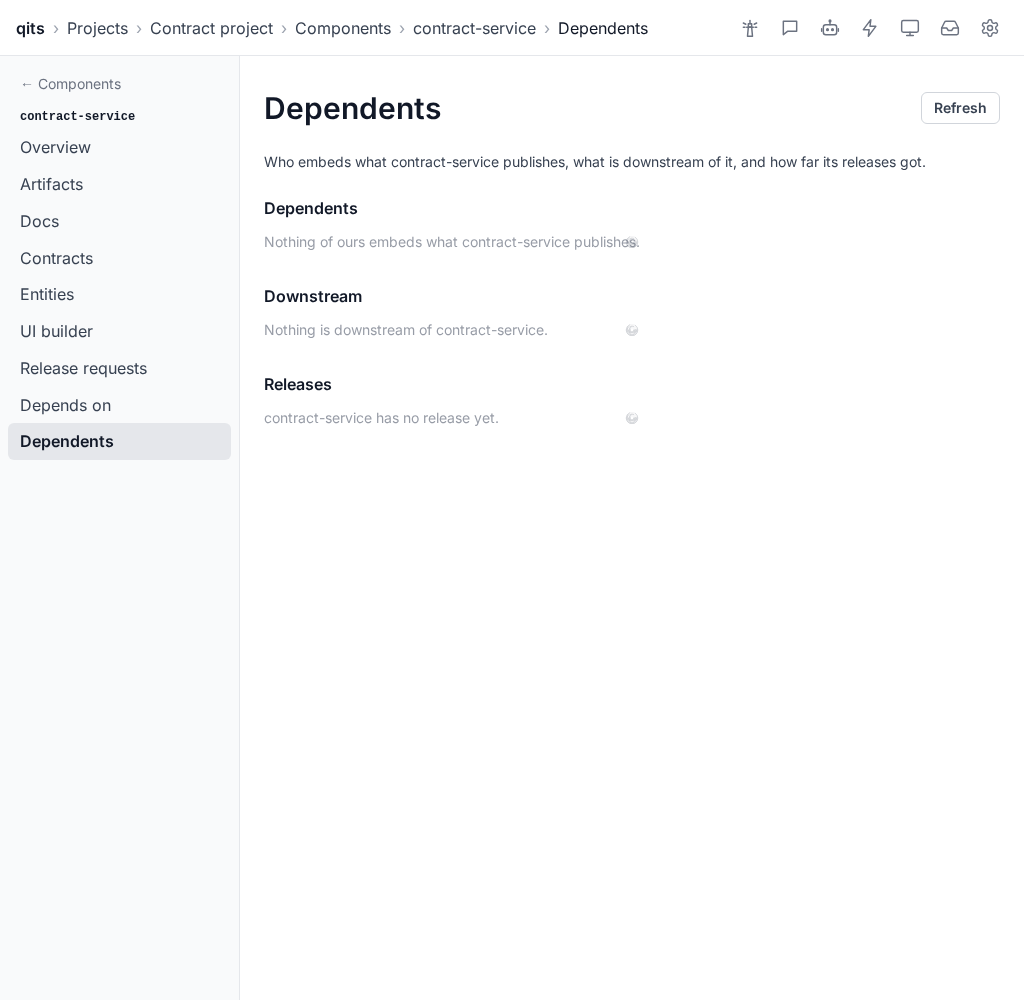 qits › Projects › Contract project › Components › contract-service › Dependents
← Components
contract-service
Overview
Artifacts
Docs
Contracts
Entities
UI builder
Release requests
Depends on
Dependents
Dependents
Refresh
Who embeds what contract-service publishes, what is downstream of it, and how far its releases got.
Dependents
Nothing of ours embeds what contract-service publishes.
Downstream
Nothing is downstream of contract-service.
Releases
contract-service has no release yet.